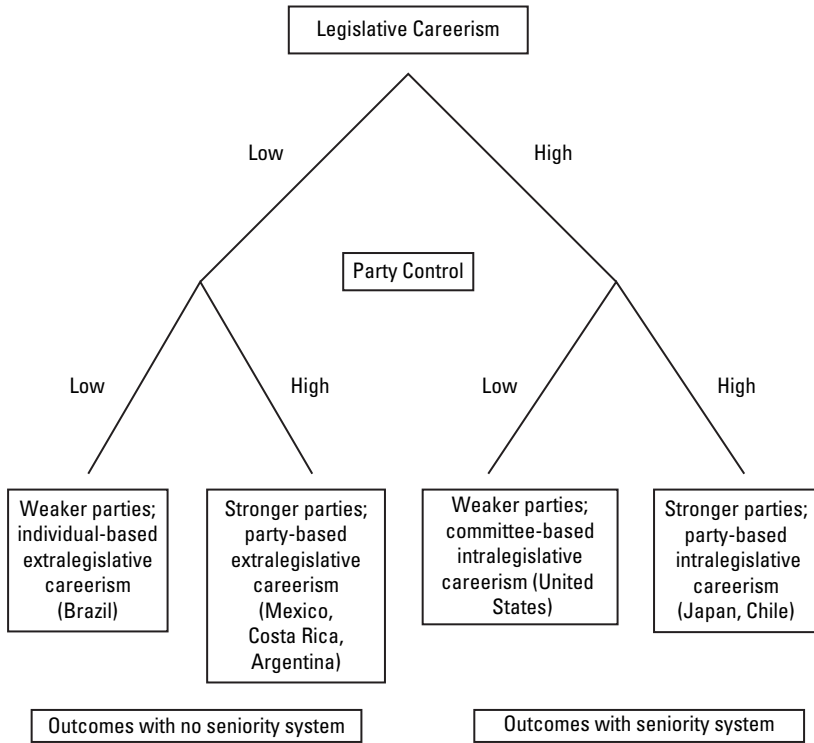 Legislative Careerism
Low
High
Party Control
Low
High
Low
High
Weaker parties;
individual-based
extralegislative
careerism
(Brazil)
Stronger parties;
party-based
extralegislative
careerism
(Mexico,
Costa Rica,
Argentina)
Weaker parties;
committee-based
intralegislative
careerism (United
States)
Stronger parties;
party-based
intralegislative
careerism
(Japan, Chile)
Outcomes with no seniority system
Outcomes with seniority system